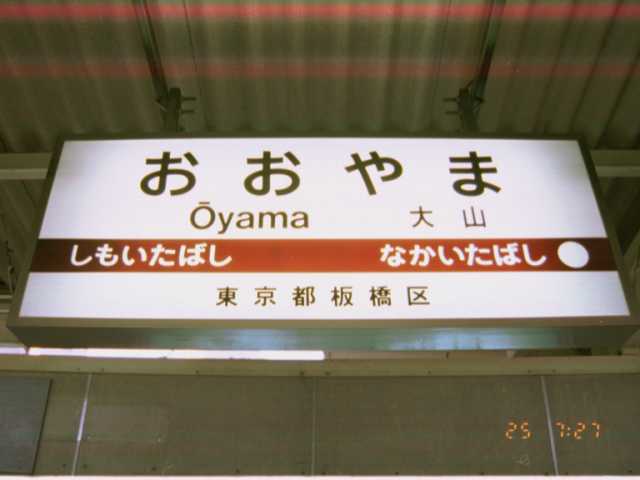 おおやま
Ōyama 大山
しもいたばし なかいたばし
東京都板橋区
25 7:27